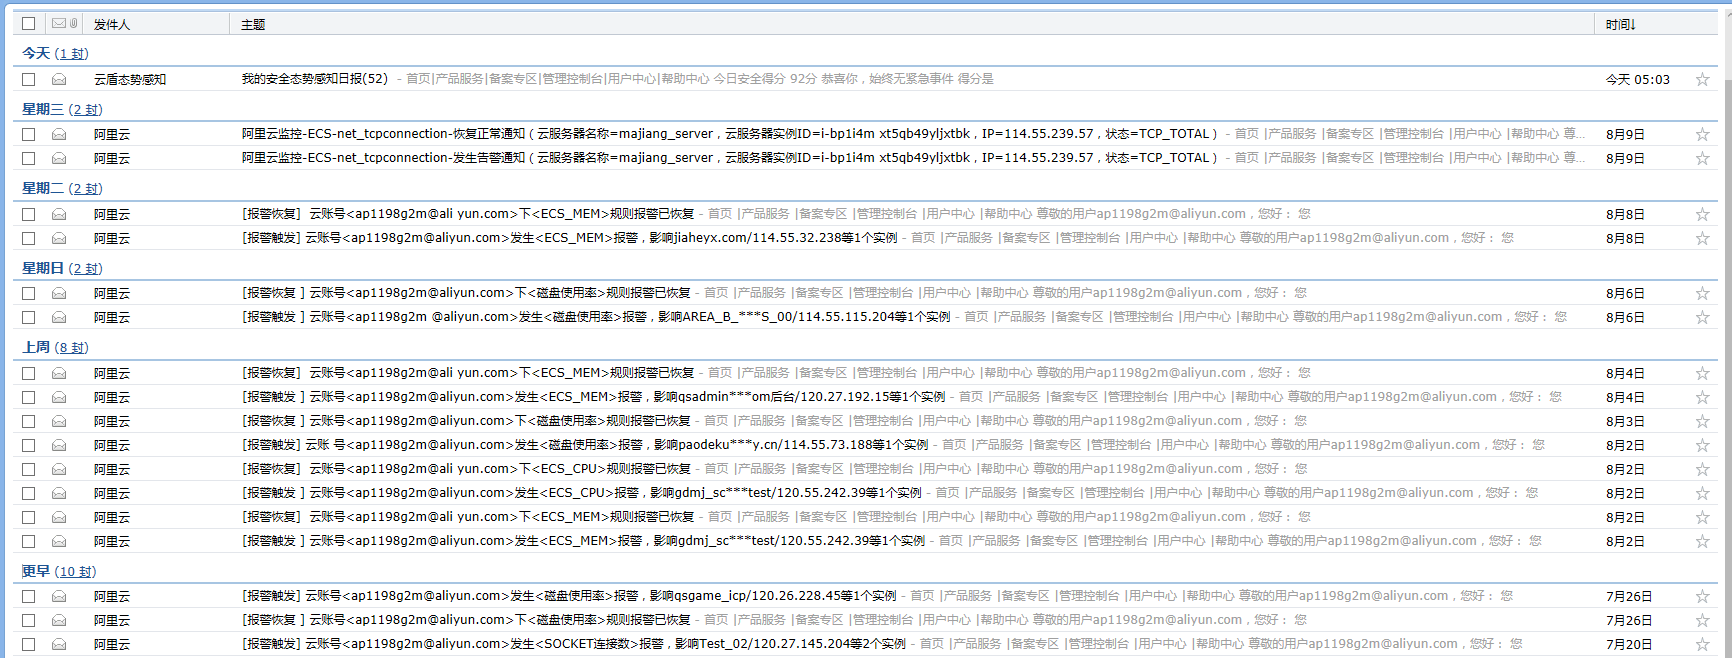 发件人 主题 时间↓
今天 (1 封)
云盾态势感知 我的安全态势感知日报(52) - 首页|产品服务|备案专区|管理控制台|用户中心|帮助中心 今日安全得分 92分 恭喜你，始终无紧急事件 得分是 今天 05:03
星期三 (2 封)
阿里云 阿里云监控-ECS-net_tcpconnection-恢复正常通知（云服务器名称=majiang_server，云服务器实例ID=i-bp1i4m xt5qb49yljxtbk，IP=114.55.239.57，状态=TCP_TOTAL） - 首页 |产品服务 |备案专区 |管理控制台 |用户中心 |帮助中心 尊... 8月9日
阿里云 阿里云监控-ECS-net_tcpconnection-发生告警通知（云服务器名称=majiang_server，云服务器实例ID=i-bp1i4m xt5qb49yljxtbk，IP=114.55.239.57，状态=TCP_TOTAL） - 首页 |产品服务 |备案专区 |管理控制台 |用户中心 |帮助中心 尊... 8月9日
星期二 (2 封)
阿里云 [报警恢复] 云账号<ap1198g2m@ali yun.com>下<ECS_MEM>规则报警已恢复 - 首页 |产品服务 |备案专区 |管理控制台 |用户中心 |帮助中心 尊敬的用户ap1198g2m@aliyun.com，您好： 您 8月8日
阿里云 [报警触发] 云账号<ap1198g2m@aliyun.com>发生<ECS_MEM>报警，影响jiaheyx.com/114.55.32.238等1个实例 - 首页 |产品服务 |备案专区 |管理控制台 |用户中心 |帮助中心 尊敬的用户ap1198g2m@aliyun.com，您好： 您 8月8日
星期日 (2 封)
阿里云 [报警恢复 ] 云账号<ap1198g2m@aliyun.com>下<磁盘使用率>规则报警已恢复 - 首页 |产品服务 |备案专区 |管理控制台 |用户中心 |帮助中心 尊敬的用户ap1198g2m@aliyun.com，您好： 您 8月6日
阿里云 [报警触发 ] 云账号<ap1198g2m @aliyun.com>发生<磁盘使用率>报警，影响AREA_B_***S_00/114.55.115.204等1个实例 - 首页 |产品服务 |备案专区 |管理控制台 |用户中心 |帮助中心 尊敬的用户ap1198g2m@aliyun.com，您好： 您 8月6日
上周 (8 封)
阿里云 [报警恢复] 云账号<ap1198g2m@ali yun.com>下<ECS_MEM>规则报警已恢复 - 首页 |产品服务 |备案专区 |管理控制台 |用户中心 |帮助中心 尊敬的用户ap1198g2m@aliyun.com，您好： 您 8月4日
阿里云 [报警触发] 云账号<ap1198g2m@aliyun.com>发生<ECS_MEM>报警，影响qsadmin***om后台/120.27.192.15等1个实例 - 首页 |产品服务 |备案专区 |管理控制台 |用户中心 |帮助中心 尊敬的用户ap1198g2m@aliyun.com，您好： 您 8月4日
阿里云 [报警恢复 ] 云账号<ap1198g2m@aliyun.com>下<磁盘使用率>规则报警已恢复 - 首页 |产品服务 |备案专区 |管理控制台 |用户中心 |帮助中心 尊敬的用户ap1198g2m@aliyun.com，您好： 您 8月3日
阿里云 [报警触发] 云账 号<ap1198g2m@aliyun.com>发生<磁盘使用率>报警，影响paodeku***y.cn/114.55.73.188等1个实例 - 首页 |产品服务 |备案专区 |管理控制台 |用户中心 |帮助中心 尊敬的用户ap1198g2m@aliyun.com，您好： 您 8月2日
阿里云 [报警恢复] 云账号<ap1198g2m@ali yun.com>下<ECS_CPU>规则报警已恢复 - 首页 |产品服务 |备案专区 |管理控制台 |用户中心 |帮助中心 尊敬的用户ap1198g2m@aliyun.com，您好： 您 8月2日
阿里云 [报警触发 ] 云账号<ap1198g2m@aliyun.com>发生<ECS_CPU>报警，影响gdmj_sc***test/120.55.242.39等1个实例 - 首页 |产品服务 |备案专区 |管理控制台 |用户中心 |帮助中心 尊敬的用户ap1198g2m@aliyun.com，您好： 您 8月2日
阿里云 [报警恢复] 云账号<ap1198g2m@ali yun.com>下<ECS_MEM>规则报警已恢复 - 首页 |产品服务 |备案专区 |管理控制台 |用户中心 |帮助中心 尊敬的用户ap1198g2m@aliyun.com，您好： 您 8月2日
阿里云 [报警触发 ] 云账号<ap1198g2m@aliyun.com>发生<ECS_MEM>报警，影响gdmj_sc***test/120.55.242.39等1个实例 - 首页 |产品服务 |备案专区 |管理控制台 |用户中心 |帮助中心 尊敬的用户ap1198g2m@aliyun.com，您好： 您 8月2日
更早 (10 封)
阿里云 [报警触发] 云账号<ap1198g2m@aliyun.com>发生<磁盘使用率>报警，影响qsgame_icp/120.26.228.45等1个实例 - 首页 |产品服务 |备案专区 |管理控制台 |用户中心 |帮助中心 尊敬的用户ap1198g2m@aliyun.com，您好： 您 7月26日
阿里云 [报警恢复 ] 云账号<ap1198g2m@aliyun.com>下<磁盘使用率>规则报警已恢复 - 首页 |产品服务 |备案专区 |管理控制台 |用户中心 |帮助中心 尊敬的用户ap1198g2m@aliyun.com，您好： 您 7月26日
阿里云 [报警触发] 云账号<ap1198g2m@aliyun.com>发生<SOCKET连接数>报警，影响Test_02/120.27.145.204等2个实例 - 首页 |产品服务 |备案专区 |管理控制台 |用户中心 |帮助中心 尊敬的用户ap1198g2m@aliyun.com，您好： 您 7月20日